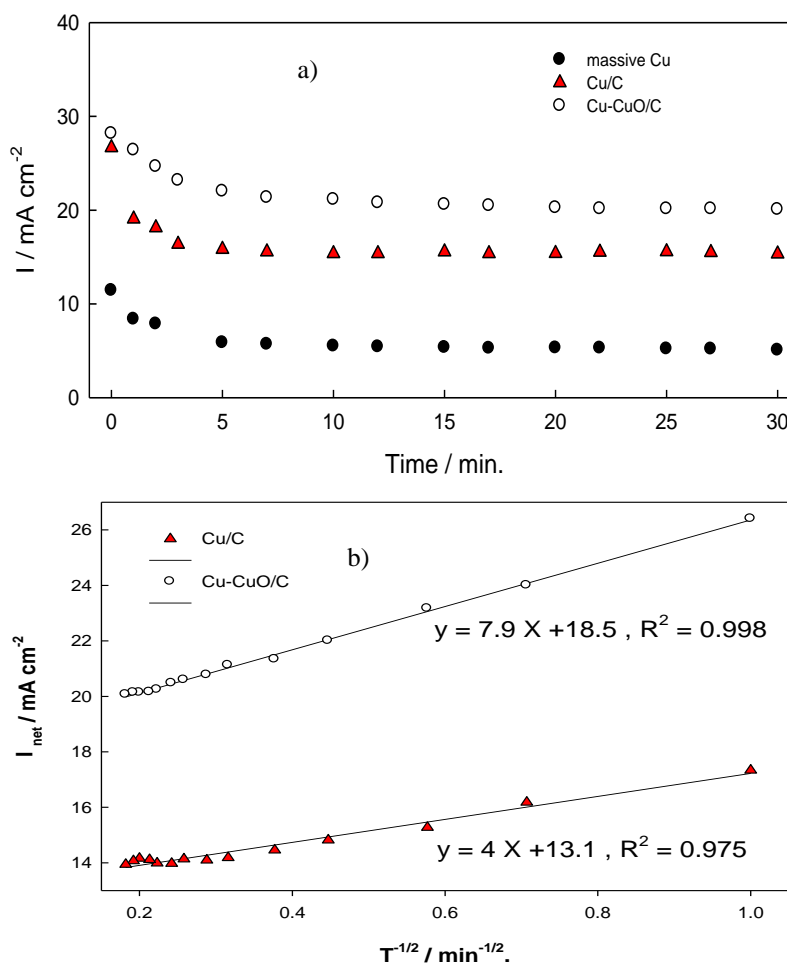 a)
massive Cu
Cu/C
Cu-CuO/C
I / mA cm-2
40
30
20
10
0
0 5 10 15 20 25 30
Time / min.
Cu/C
Cu-CuO/C
b)
y = 7.9 X +18.5 , R2 = 0.998
y = 4 X +13.1 , R2 = 0.975
I net / mA cm-2
26
24
22
20
18
16
14
0.2 0.4 0.6 0.8 1.0
T-1/2 / min-1/2.